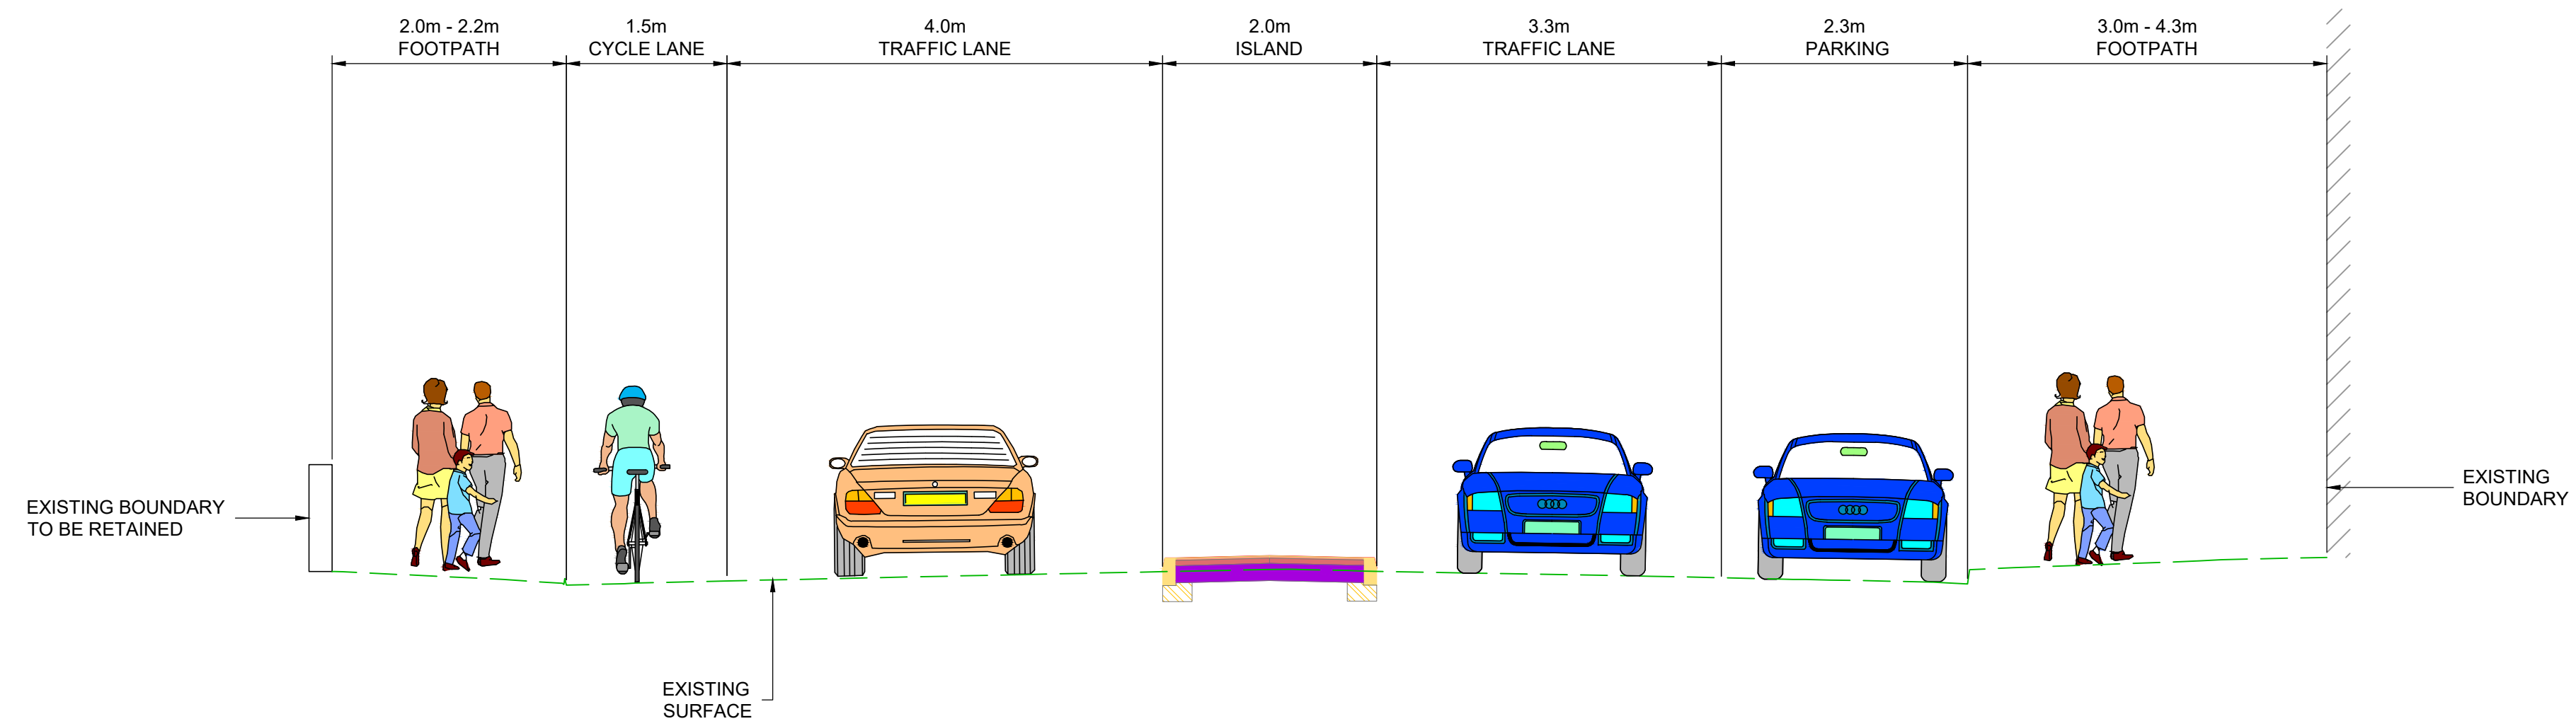 2.0m - 2.2m
FOOTPATH
1.5m
CYCLE LANE
4.0m
TRAFFIC LANE
2.0m
ISLAND
3.3m
TRAFFIC LANE
2.3m
PARKING
3.0m - 4.3m
FOOTPATH
EXISTING BOUNDARY
TO BE RETAINED
EXISTING
BOUNDARY
EXISTING
SURFACE